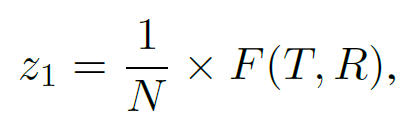 z₁ = 1/N × F(T, R),